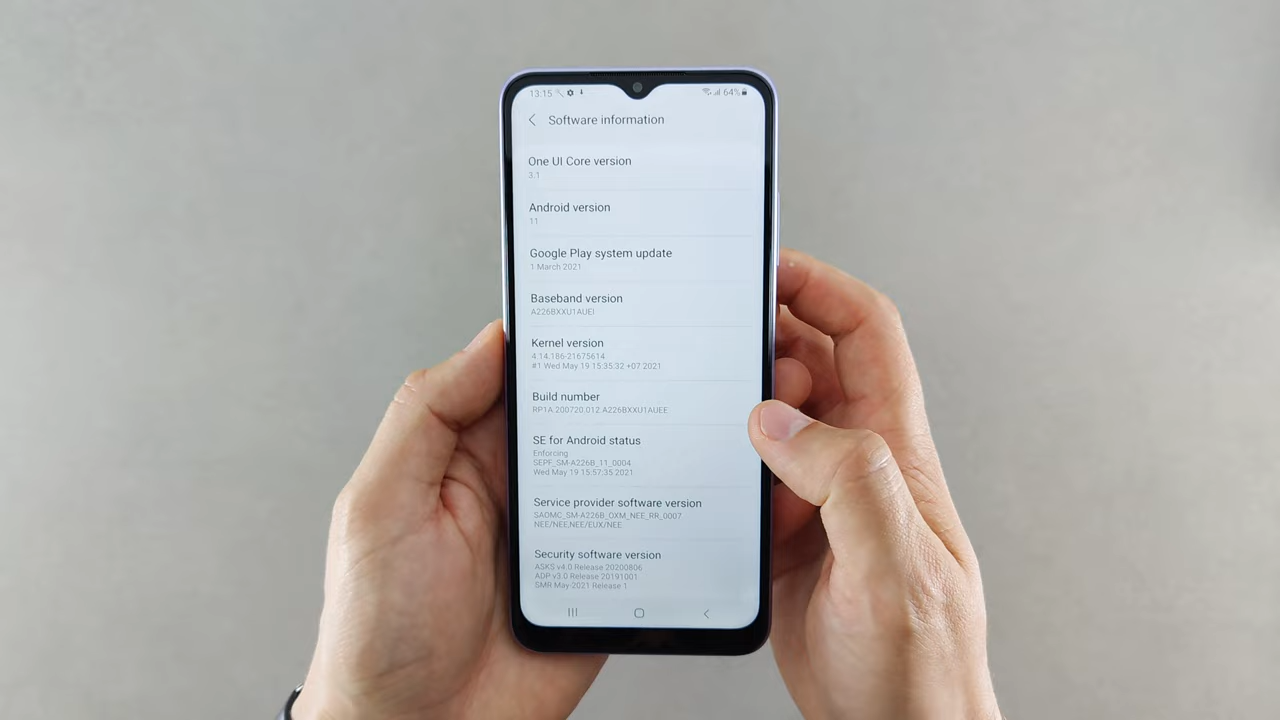 13:15 64%
Software information
One UI Core version
3.1
Android version
11
Google Play system update
1 March 2021
Baseband version
A226BXXU1AUEI
Kernel version
4.14.186-21675614
#1 Wed May 19 15:35:32 +07 2021
Build number
RP1A.200720.012.A226BXXU1AUEE
SE for Android status
Enforcing
SEPF_SM-A226B_11_0004
Wed May 19 15:57:35 2021
Service provider software version
SAOMC_SM-A226B_OXM_NEE_RR_0007
NEE/NEE,NEE/EUX/NEE
Security software version
ASKS v4.0 Release 20200806
ADP v3.0 Release 20191001
SMR May-2021 Release 1